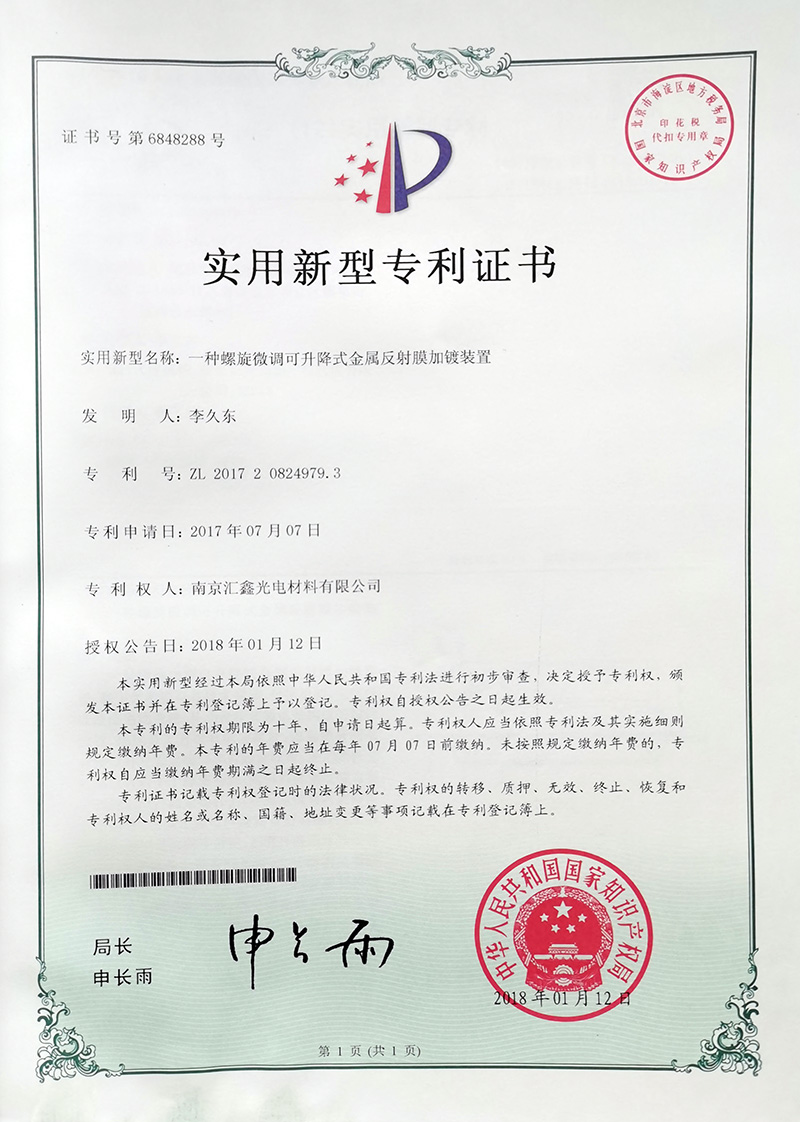 证书号第6848288号
北京市海淀区地方税务局
印花税
代扣专用章
国家知识产权局
实用新型专利证书
实用新型名称：一种螺旋微调可升降式金属反射膜加镀装置
发明人：李久东
专利号：ZL 2017 2 0824979.3
专利申请日：2017年07月07日
专利权人：南京汇鑫光电材料有限公司
授权公告日：2018年01月12日
本实用新型经过本局依照中华人民共和国专利法进行初步审查，决定授予专利权，颁
发本证书并在专利登记簿上予以登记。专利权自授权公告之日起生效。
本专利的专利权期限为十年，自申请日起算。专利权人应当依照专利法及其实施细则
规定缴纳年费。本专利的年费应当在每年07月07日前缴纳。未按照规定缴纳年费的，专
利权自应当缴纳年费期满之日起终止。
专利证书记载专利权登记时的法律状况。专利权的转移、质押、无效、终止、恢复和
专利权人的姓名或名称、国籍、地址变更等事项记载在专利登记簿上。
局长
申长雨
申长雨
中华人民共和国国家知识产权局
2018年01月12日
第1页(共1页)